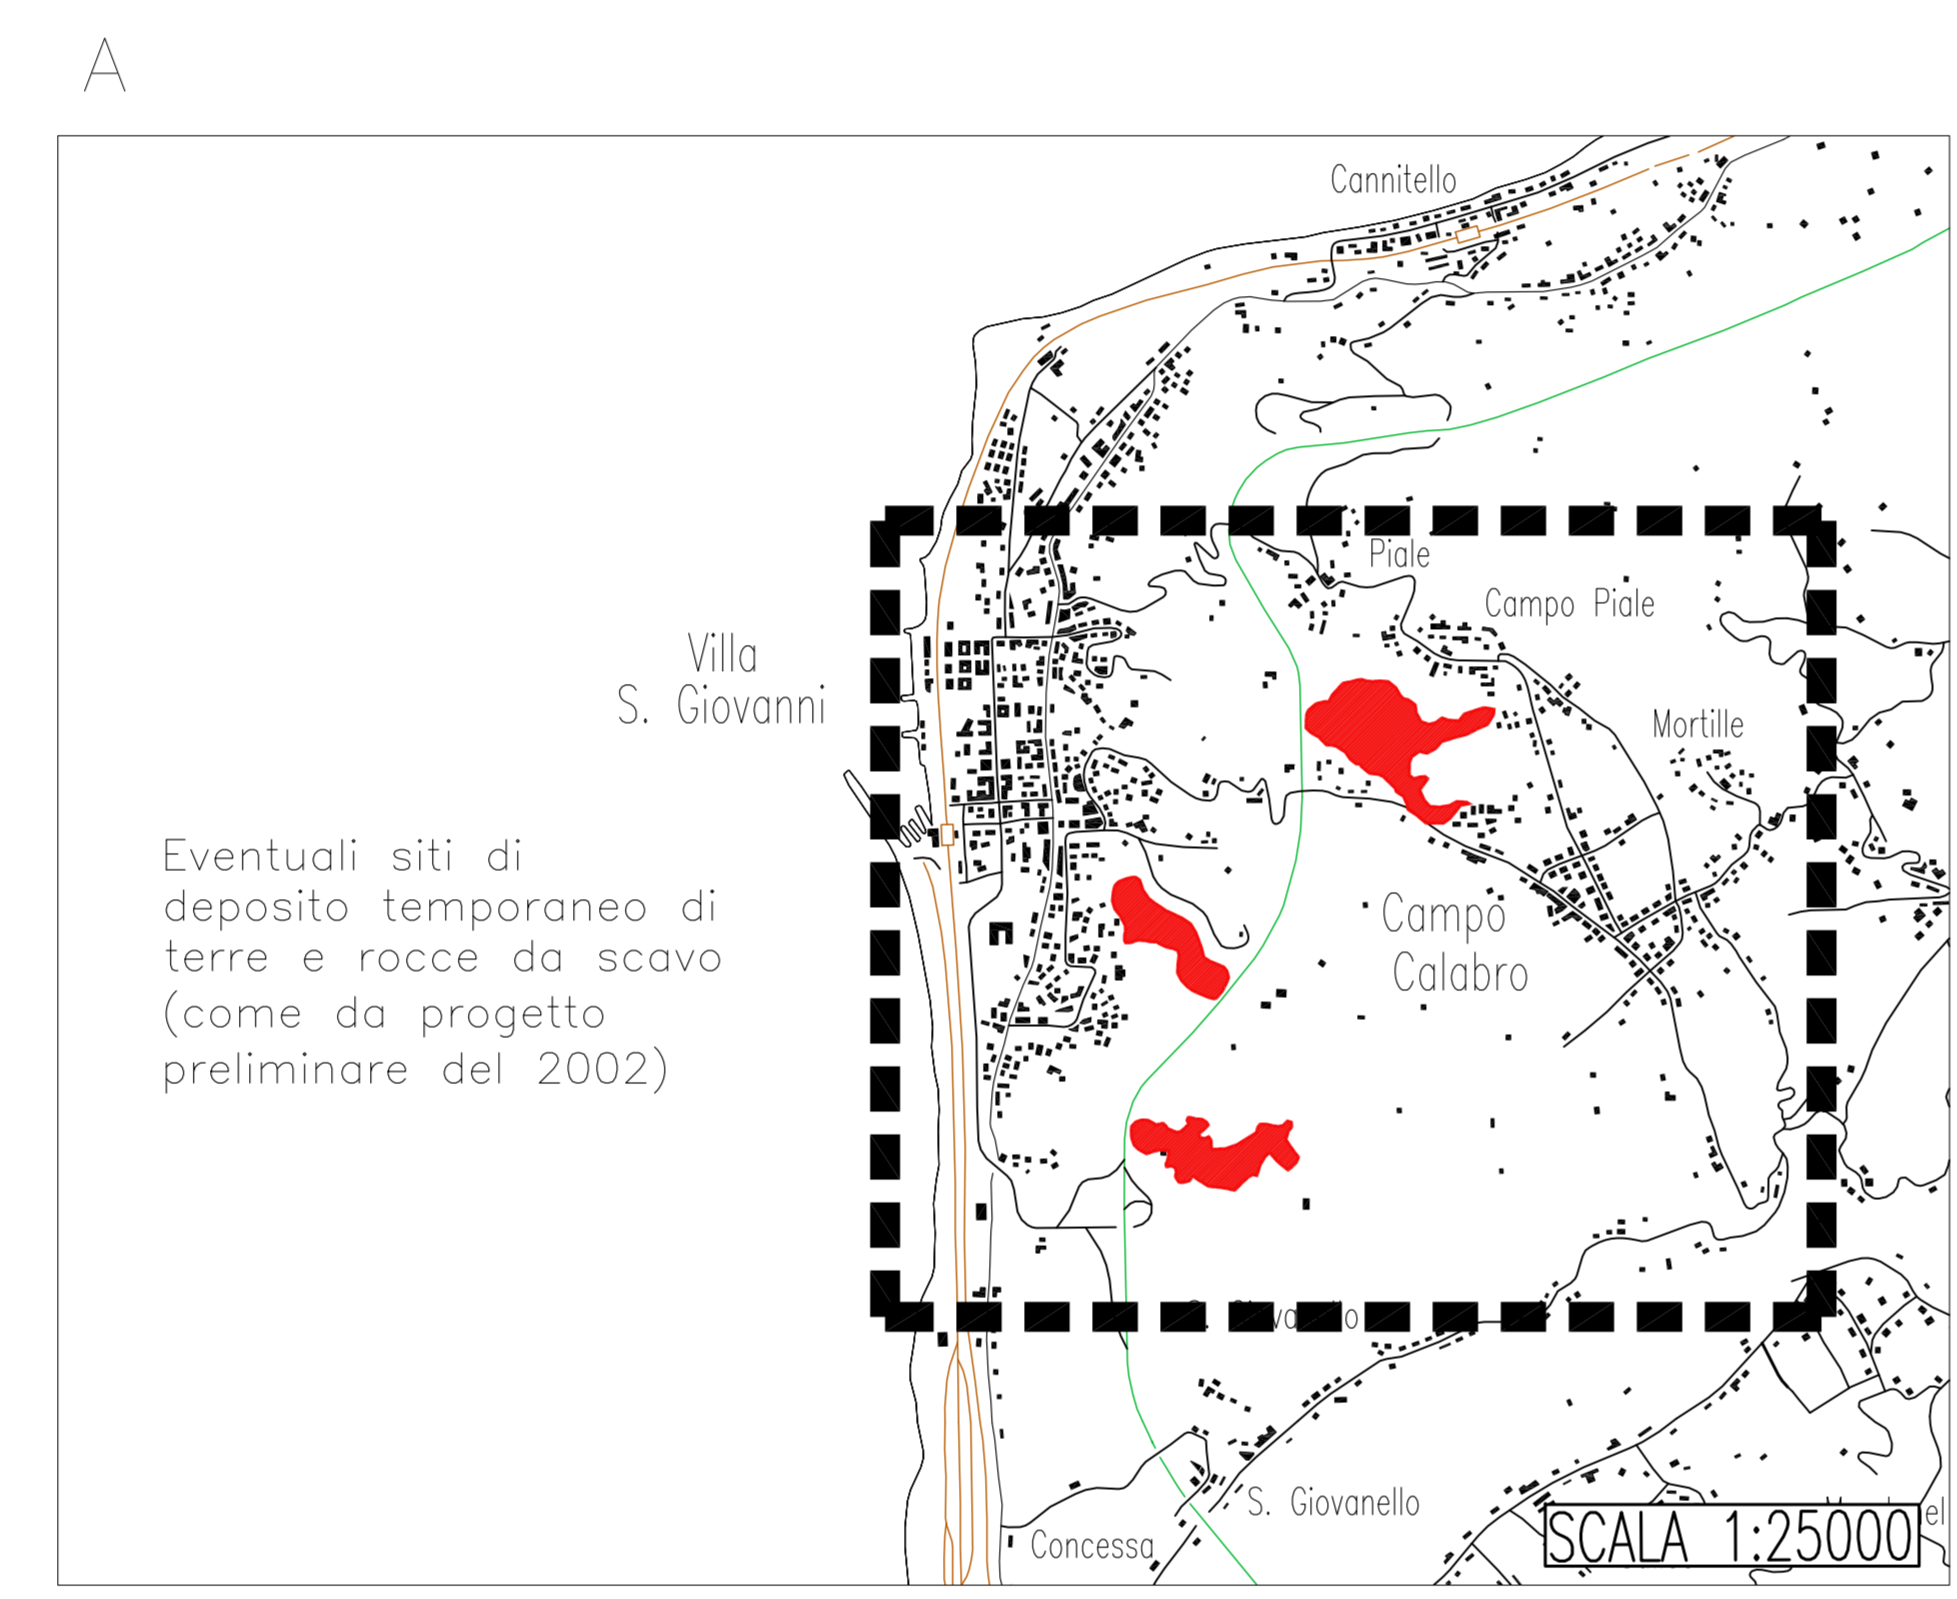 A
Cannitello
Piale
Campo Piale
Villa
S. Giovanni
Mortille
Eventuali siti di
deposito temporaneo di
terre e rocce da scavo
(come da progetto
preliminare del 2002)
Campo
Calabro
S. Giovanello
Concessa
SCALA 1:25000